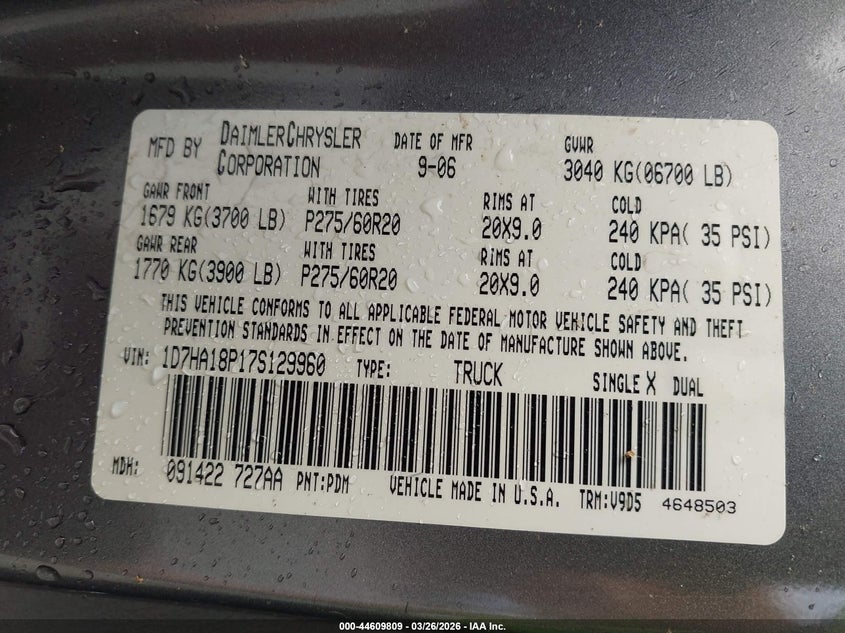 MFD BY DAIMLERCHRYSLER CORPORATION DATE OF MFR 9-06 GVWR 3040 KG(06700 LB)
GAWR FRONT WITH TIRES RIMS AT COLD
1679 KG(3700 LB) P275/60R20 20X9.0 240 KPA( 35 PSI)
GAWR REAR WITH TIRES RIMS AT COLD
1770 KG(3900 LB) P275/60R20 20X9.0 240 KPA( 35 PSI)
THIS VEHICLE CONFORMS TO ALL APPLICABLE FEDERAL MOTOR VEHICLE SAFETY AND THEFT
PREVENTION STANDARDS IN EFFECT ON THE DATE OF MANUFACTURE SHOWN ABOVE.
VIN: 1D7HA18P17S129960 TYPE: TRUCK SINGLE X DUAL
MDH: 091422 727AA PNT:PDM VEHICLE MADE IN U.S.A. TRM:V9D5 4648503
000-44609809 - 03/26/2026 - IAA Inc.